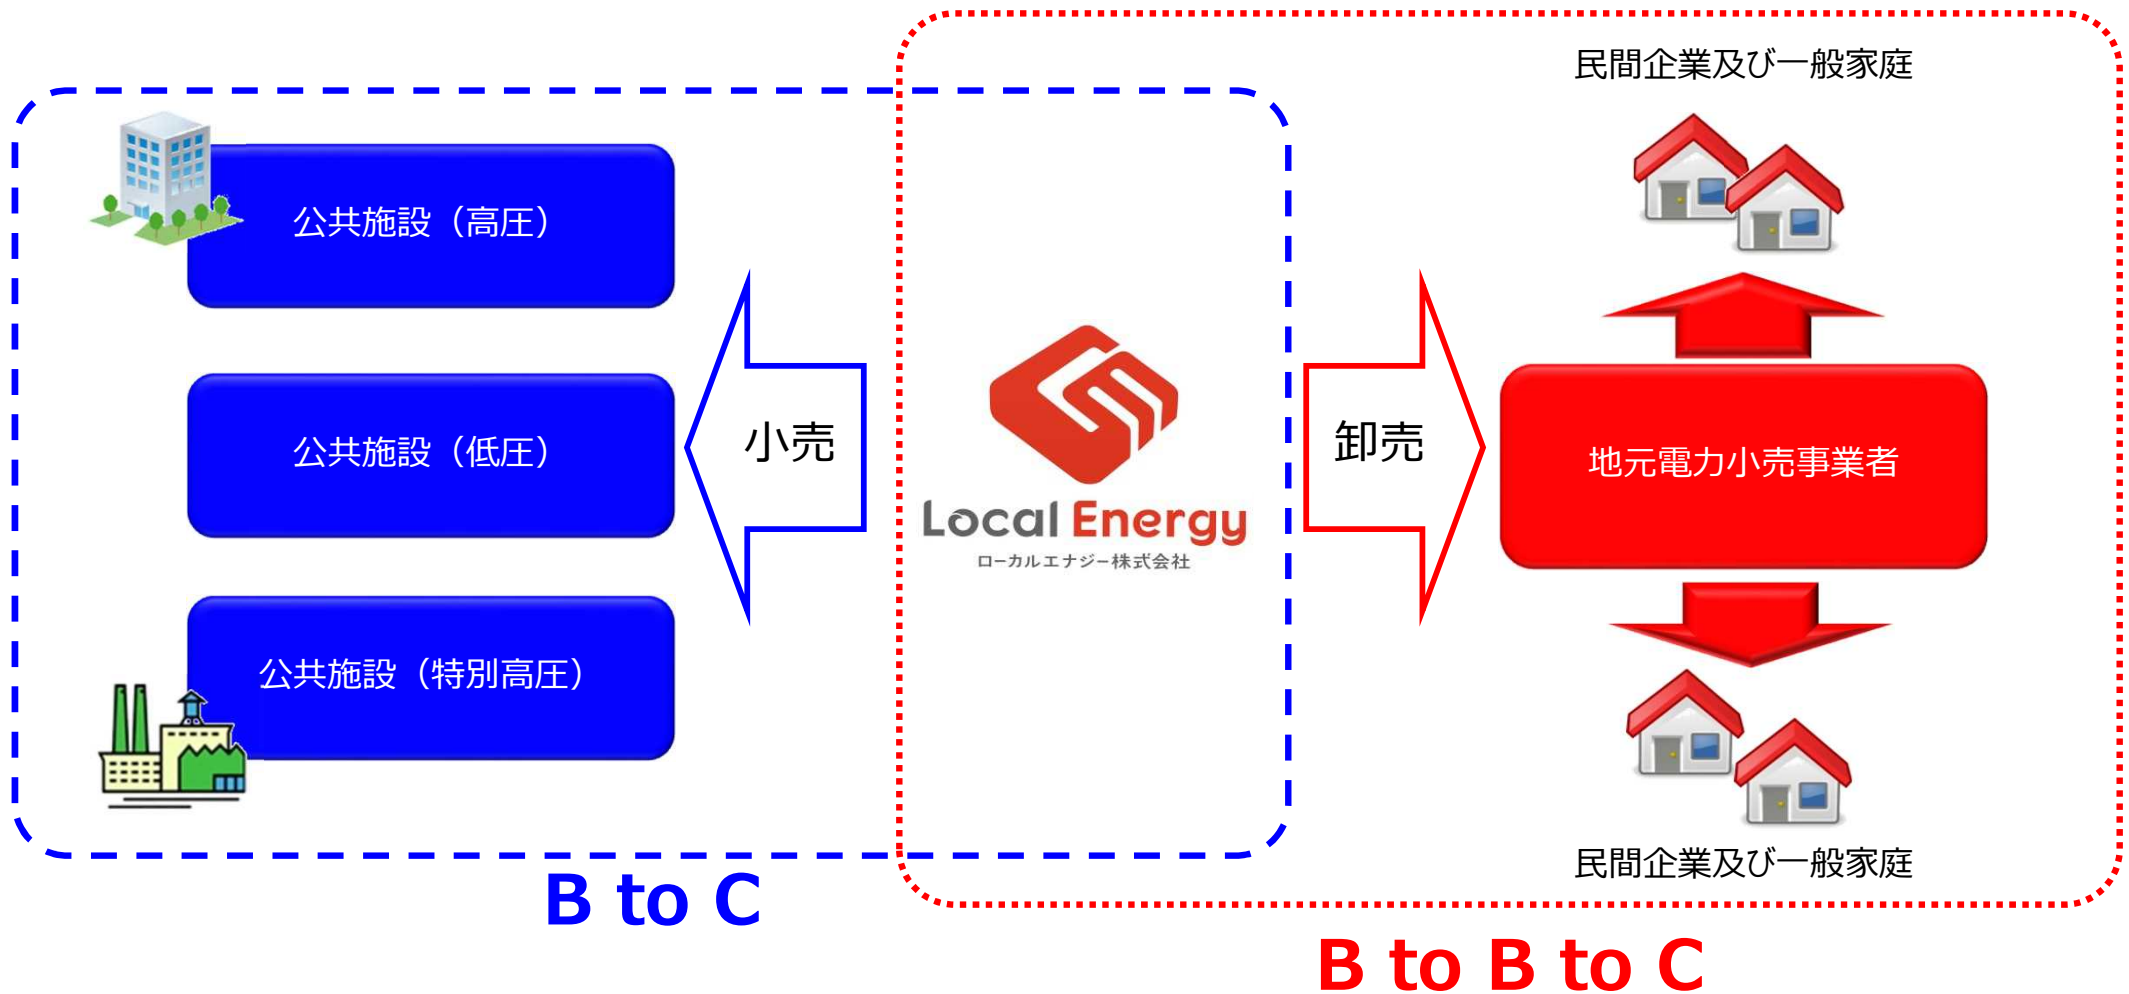 民間企業及び一般家庭
公共施設（高圧）
公共施設（低圧）
公共施設（特別高圧）
小売
Local Energy
ローカルエナジー株式会社
卸売
地元電力小売事業者
民間企業及び一般家庭
B to C
B to B to C